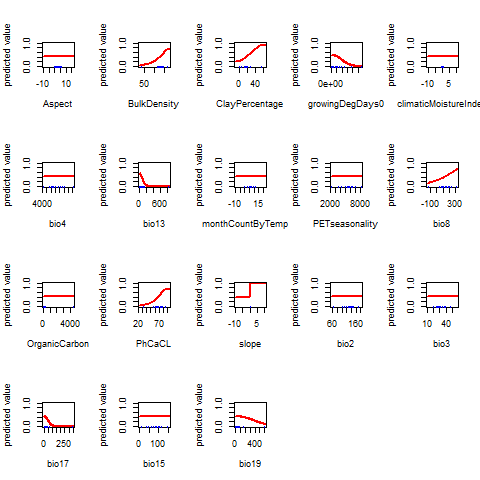 predicted value 0.0 1.0 -10 10 Aspect
predicted value 0.0 1.0 50 BulkDensity
predicted value 0.0 1.0 0 40 ClayPercentage
predicted value 0.0 1.0 0e+00 growingDegDays0
predicted value 0.0 1.0 -10 5 climaticMoistureInde
predicted value 0.0 1.0 4000 bio4
predicted value 0.0 1.0 0 600 bio13
predicted value 0.0 1.0 -10 15 monthCountByTemp
predicted value 0.0 1.0 2000 8000 PETseasonality
predicted value 0.0 1.0 -100 300 bio8
predicted value 0.0 1.0 0 4000 OrganicCarbon
predicted value 0.0 1.0 20 70 PhCaCL
predicted value 0.0 1.0 -10 5 slope
predicted value 0.0 1.0 60 160 bio2
predicted value 0.0 1.0 10 40 bio3
predicted value 0.0 1.0 0 250 bio17
predicted value 0.0 1.0 0 100 bio15
predicted value 0.0 1.0 0 400 bio19